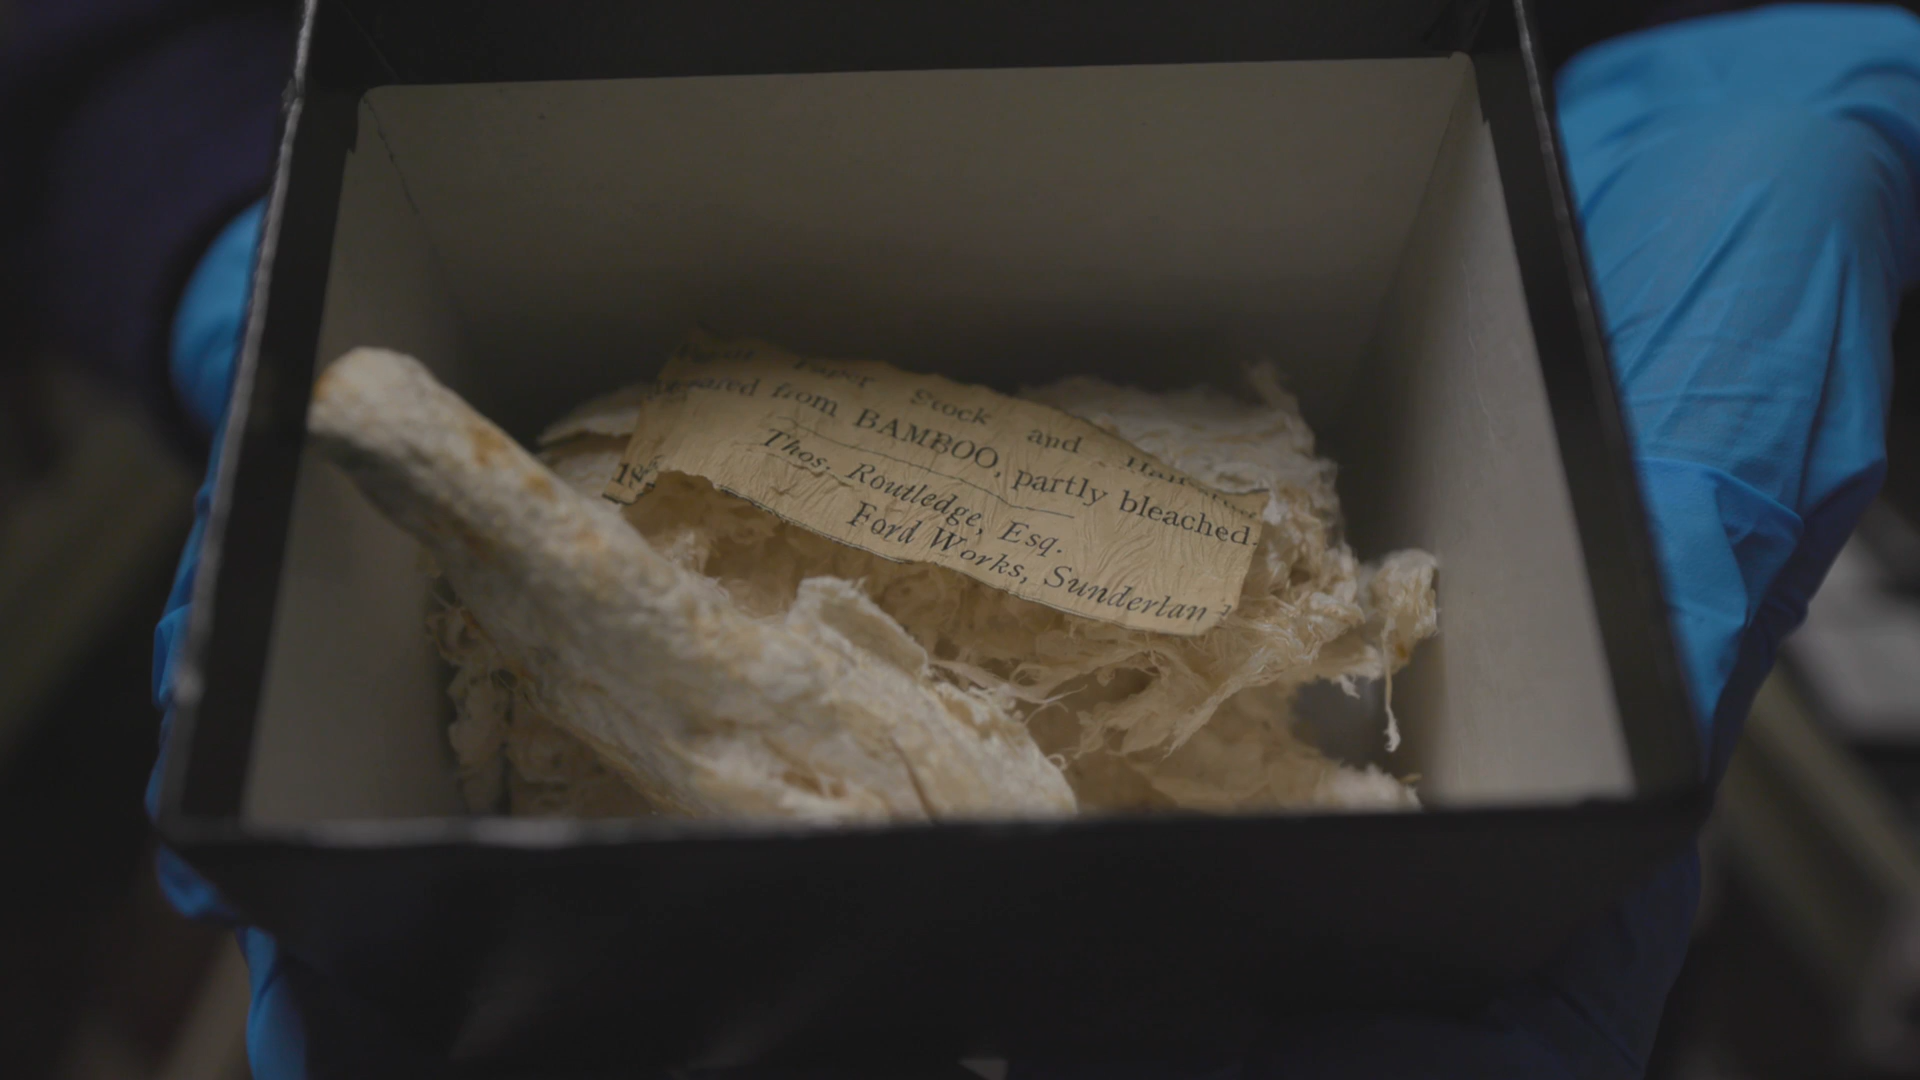 Paper Stock and
from BAMBOO, partly bleached.
Thos. Routledge, Esq.
Ford Works, Sunderlan